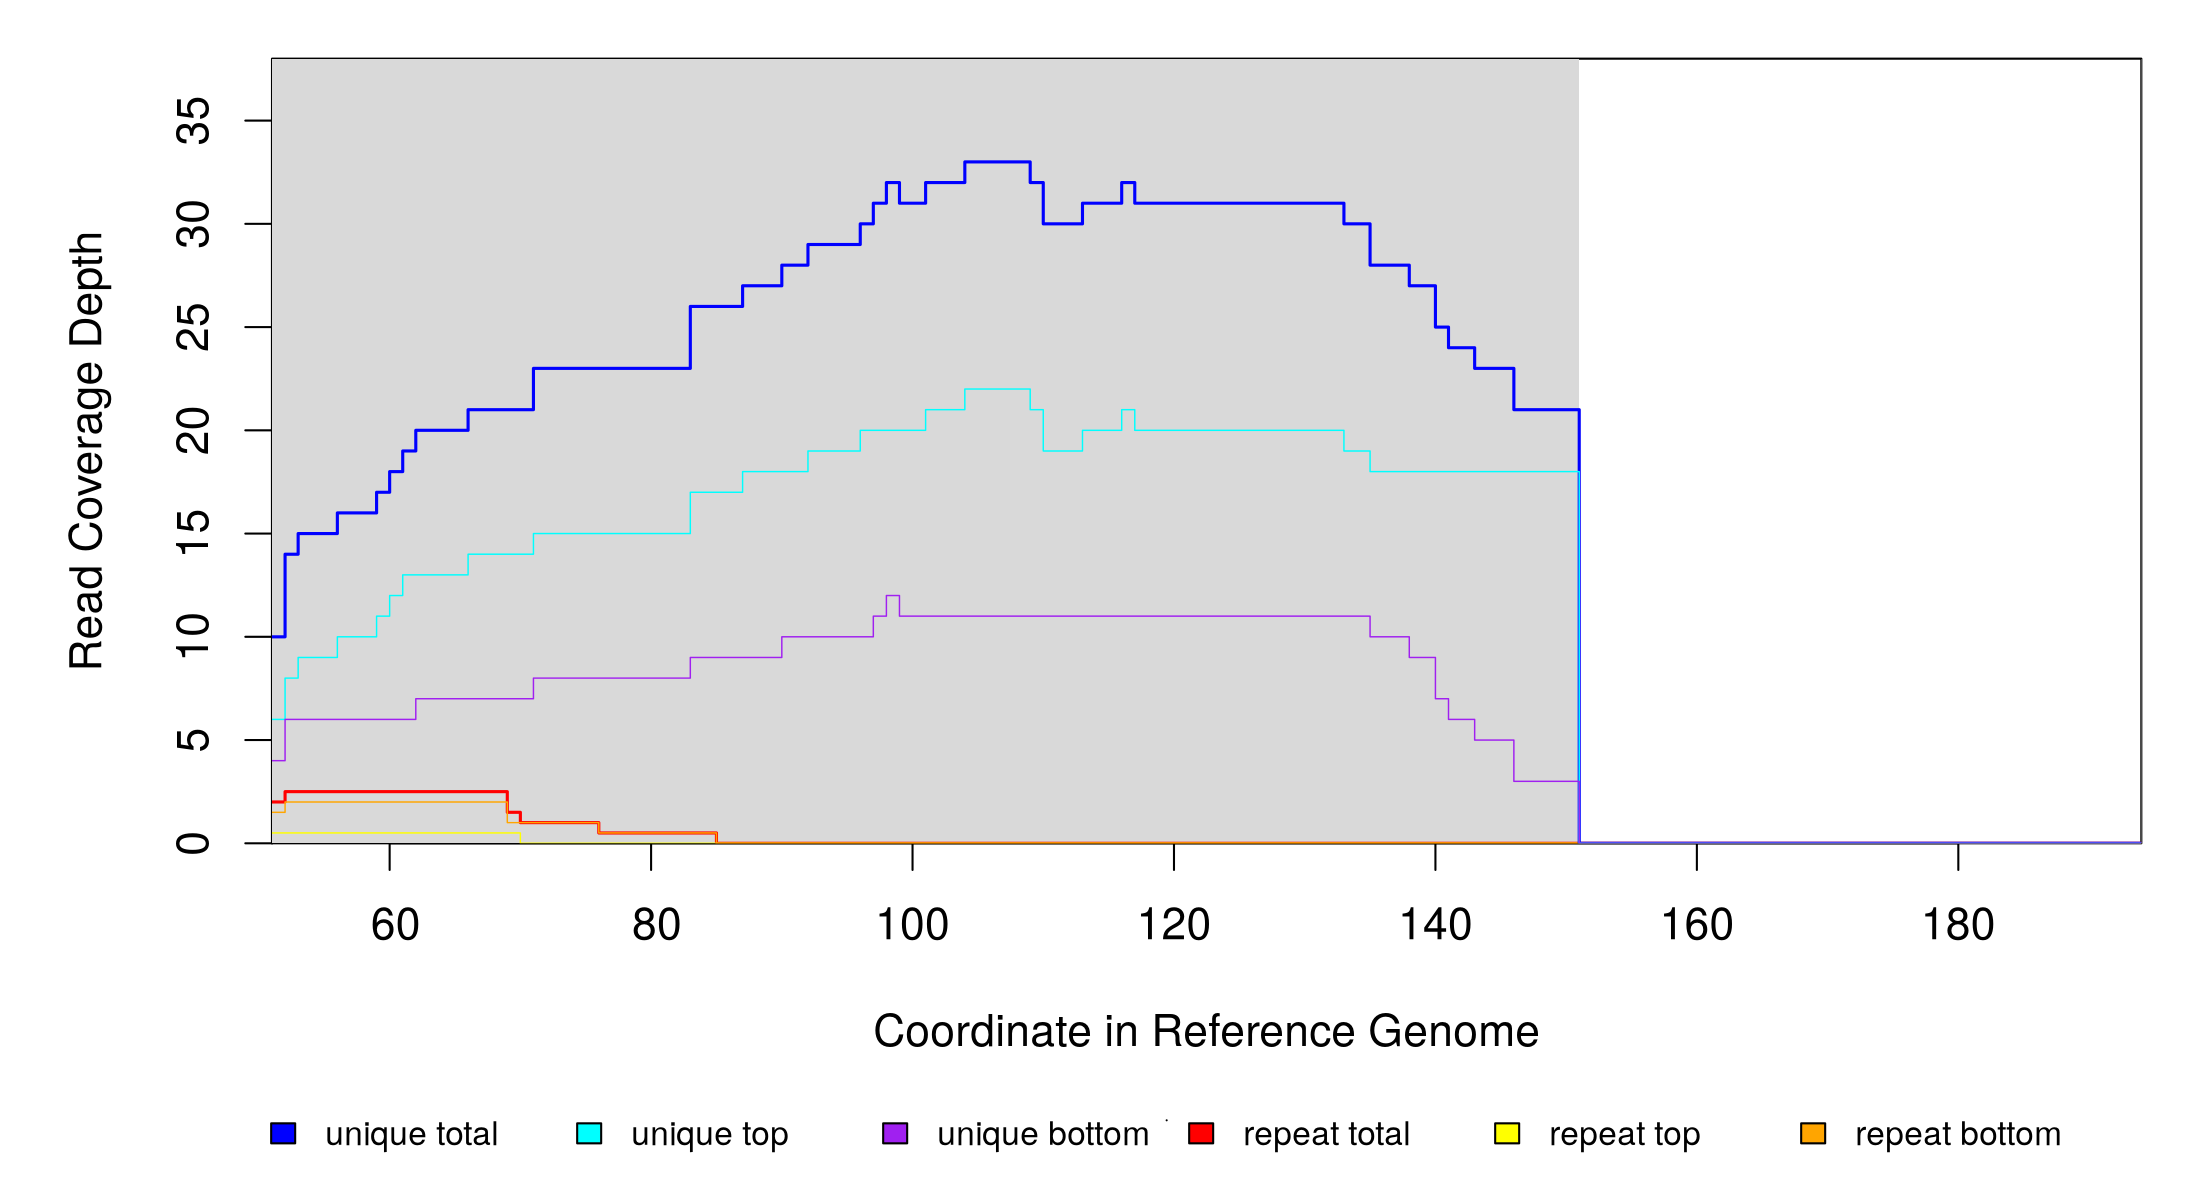 Read Coverage Depth
35
30
25
20
15
10
5
0
60 80 100 120 140 160 180
Coordinate in Reference Genome
unique total unique top unique bottom repeat total repeat top repeat bottom